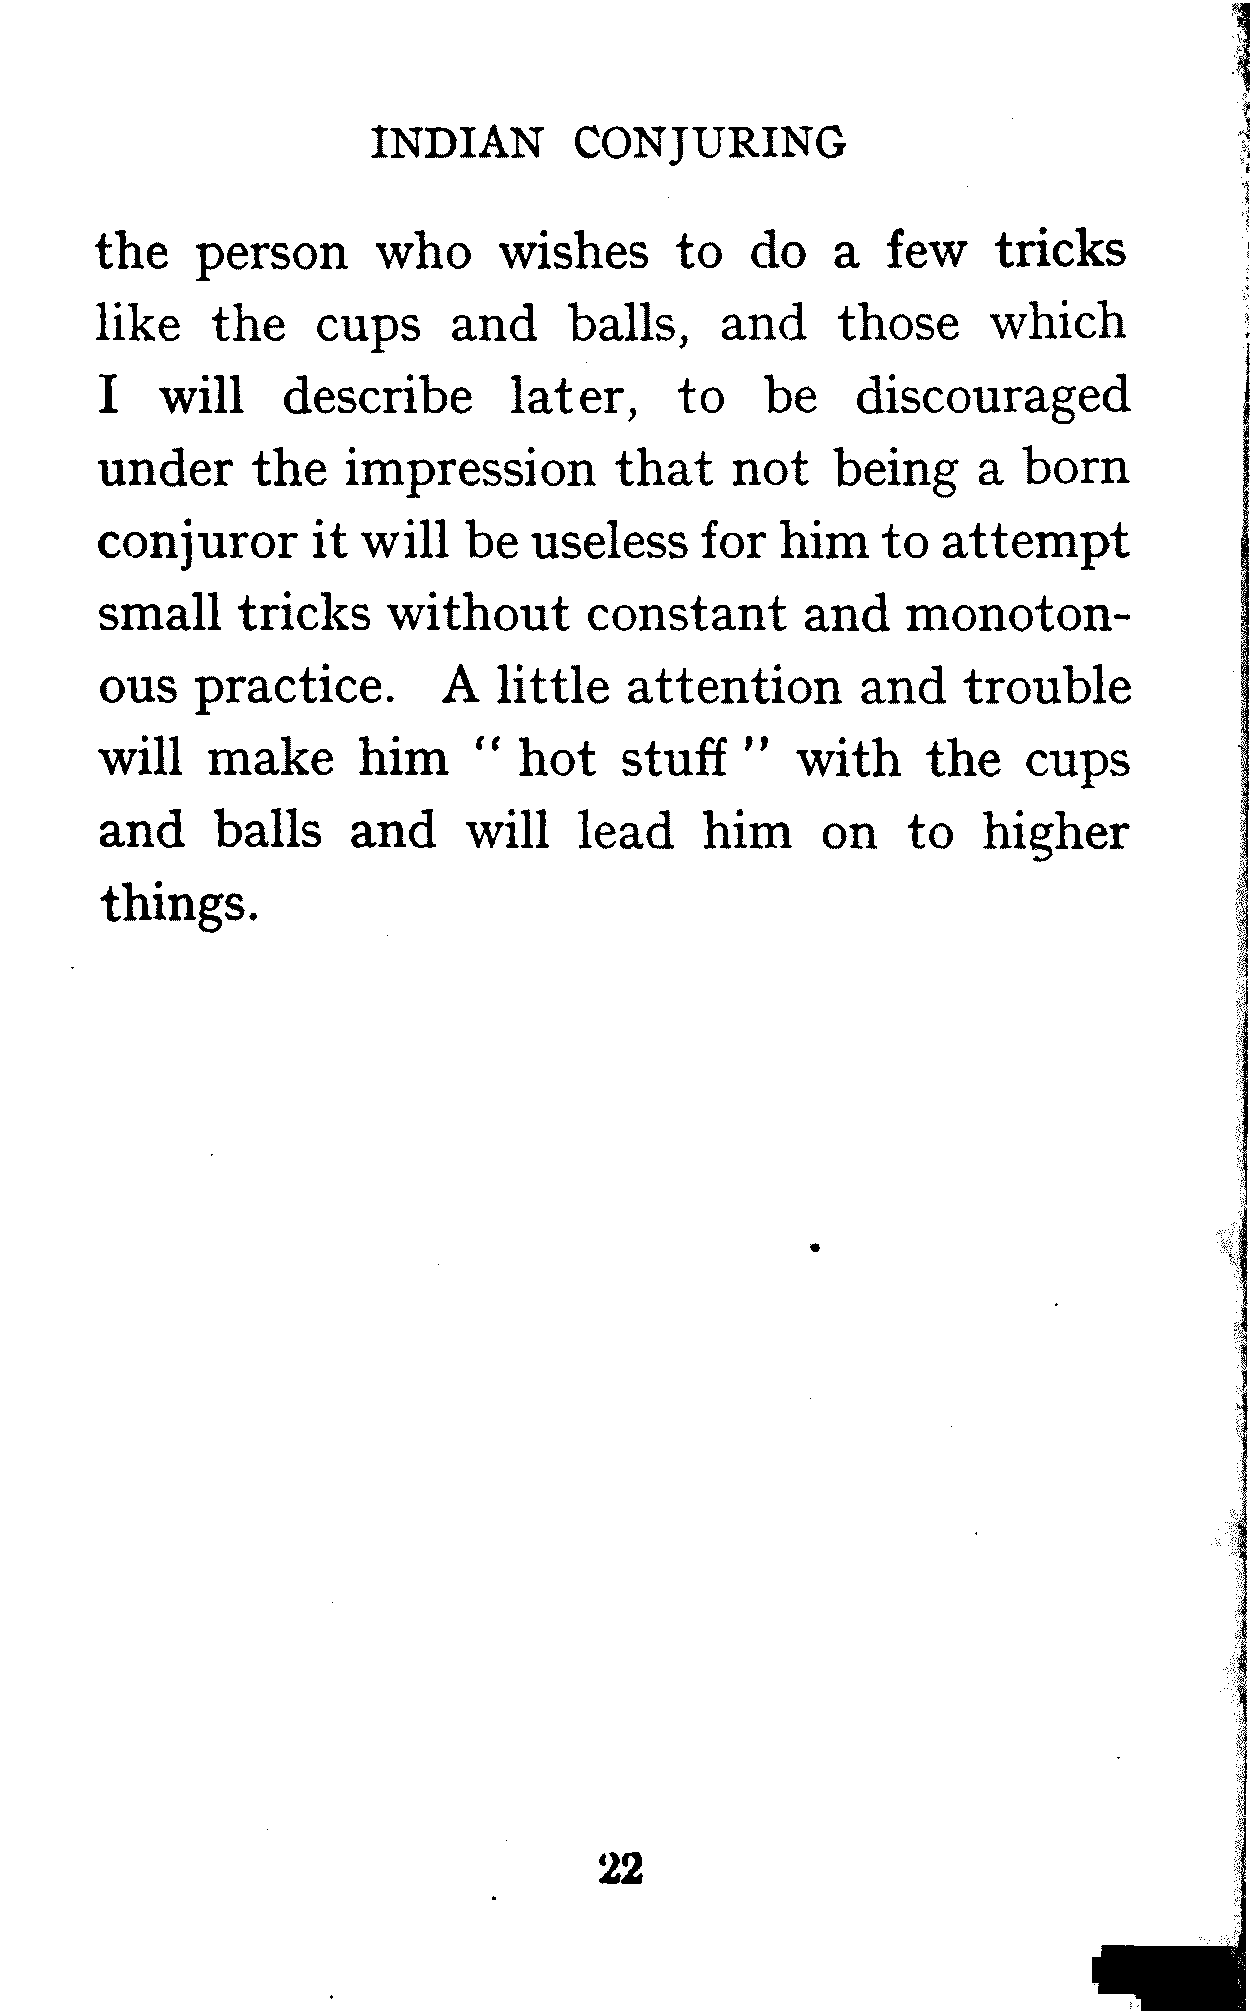 INDIAN CONJURING
the person who wishes to do a few tricks
like the cups and balls, and those which
I will describe later, to be discouraged
under the impression that not being a born
conjuror it will be useless for him to attempt
small tricks without constant and monoton-
ous practice. A little attention and trouble
will make him " hot stuff " with the cups
and balls and will lead him on to higher
things.
22